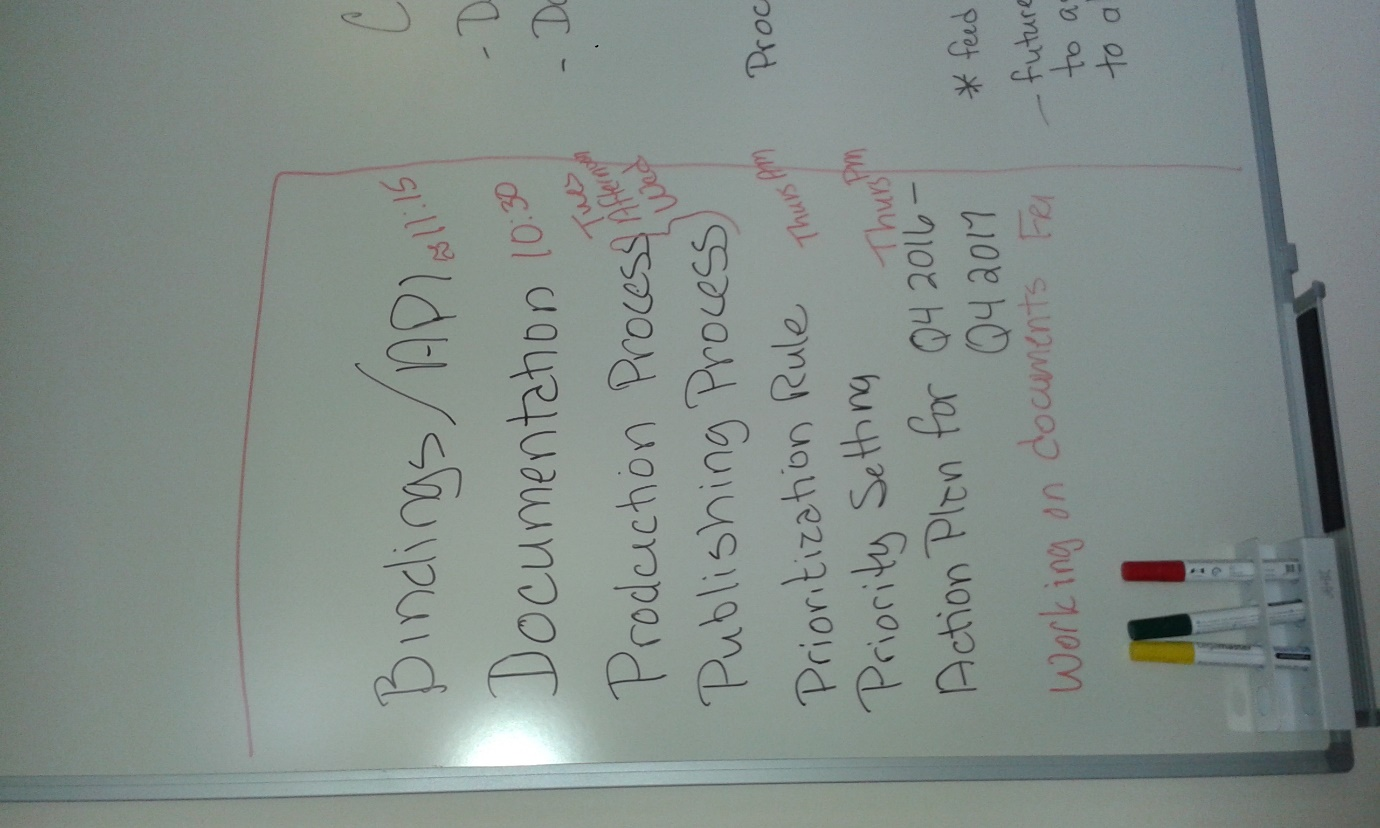 Bindings/API @ 11:15
Documentation 10:30
Tues
Afternoon
Production Process
Wed
Publishing Process
Thurs AM
Prioritization Rule
Thurs PM
Priority Setting
Action Plan for Q4 2016 -
Q4 2017
Working on documents Fri
C
- D
- Do
Proc
* feed
- future
to a
to al